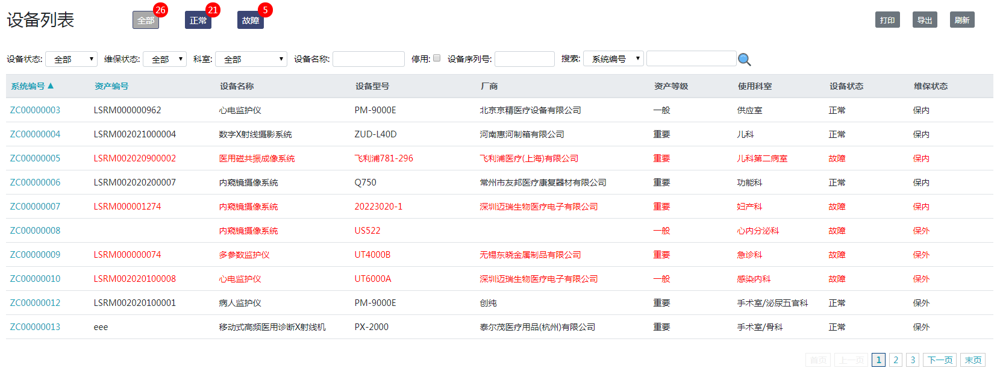 设备列表 全部 26 正常 21 故障 5 打印 导出 刷新
设备状态: 全部 维保状态: 全部 科室: 全部 设备名称: 停用: 设备序列号: 搜索: 系统编号
系统编号▲ 资产编号 设备名称 设备型号 厂商 资产等级 使用科室 设备状态 维保状态
ZC00000003 LSRM000000962 心电监护仪 PM-9000E 北京京精医疗设备有限公司 一般 供应室 正常 保内
ZC00000004 LSRM002021000004 数字X射线摄影系统 ZUD-L40D 河南惠河制箱有限公司 重要 儿科 正常 保内
ZC00000005 LSRM002020900002 医用磁共振成像系统 飞利浦781-296 飞利浦医疗(上海)有限公司 重要 儿科第二病室 故障 保内
ZC00000006 LSRM002020200007 内窥镜摄像系统 Q750 常州市友邦医疗康复器材有限公司 重要 功能科 正常 保内
ZC00000007 LSRM000001274 内窥镜摄像系统 20223020-1 深圳迈瑞生物医疗电子有限公司 重要 妇产科 故障 保内
ZC00000008 内窥镜摄像系统 US522 一般 心内分泌科 故障 保外
ZC00000009 LSRM000000074 多参数监护仪 UT4000B 无锡东晓金属制品有限公司 重要 急诊科 故障 保外
ZC00000010 LSRM002020100008 心电监护仪 UT6000A 深圳迈瑞生物医疗电子有限公司 一般 感染内科 故障 保外
ZC00000012 LSRM002020100001 病人监护仪 PM-9000E 创纯 重要 手术室/泌尿五官科 正常 保外
ZC00000013 eee 移动式高频医用诊断X射线机 PX-2000 泰尔茂医疗用品(杭州)有限公司 重要 手术室/骨科 正常 保外
首页 上一页 1 2 3 下一页 末页